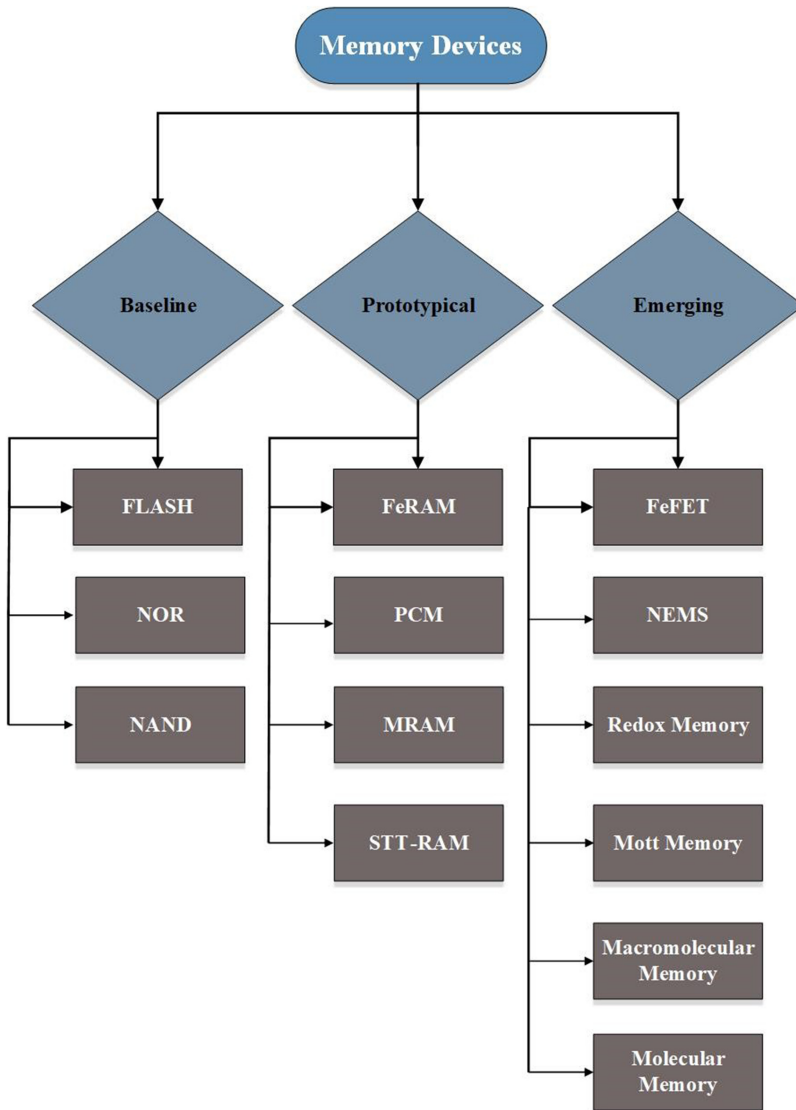 Memory Devices
Baseline
Prototypical
Emerging
FLASH
FeRAM
FeFET
NOR
PCM
NEMS
NAND
MRAM
Redox Memory
STT-RAM
Mott Memory
Macromolecular
Memory
Molecular
Memory